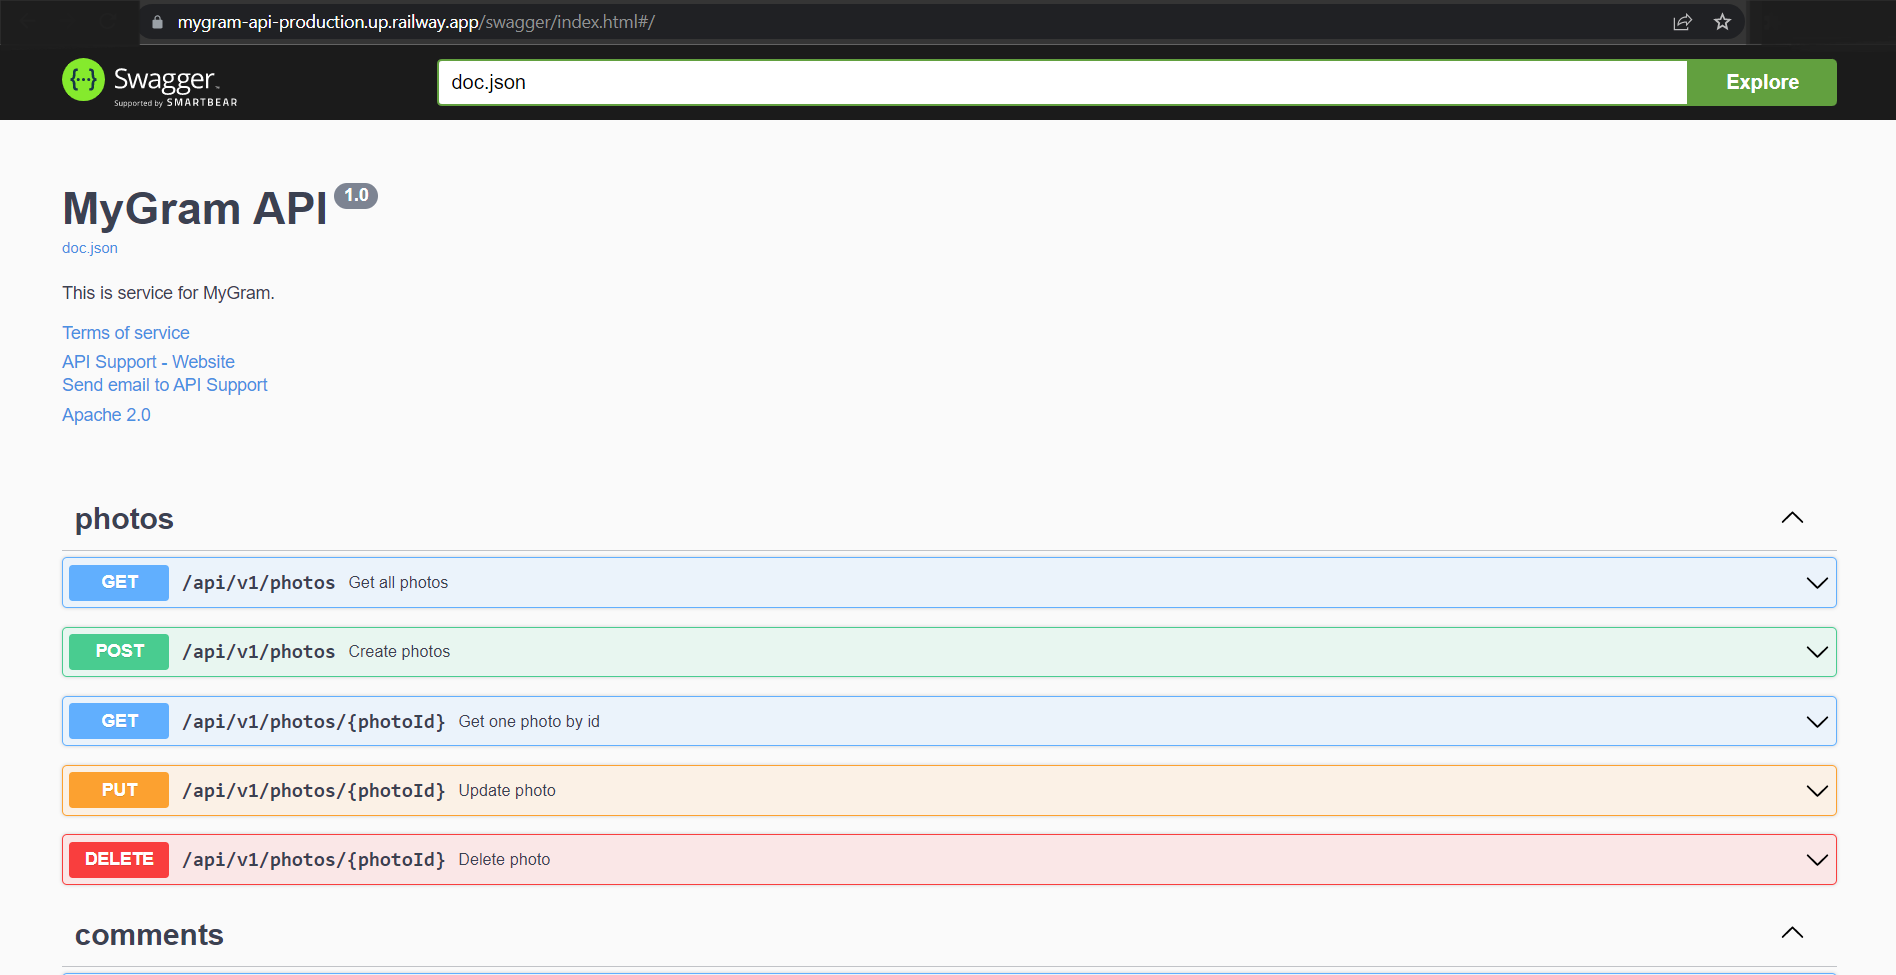 mygram-api-production.up.railway.app/swagger/index.html#/
{···} Swagger
Supported by SMARTBEAR
doc.json
Explore
MyGram API 1.0
doc.json
This is service for MyGram.
Terms of service
API Support - Website
Send email to API Support
Apache 2.0
photos
GET /api/v1/photos Get all photos
POST /api/v1/photos Create photos
GET /api/v1/photos/{photoId} Get one photo by id
PUT /api/v1/photos/{photoId} Update photo
DELETE /api/v1/photos/{photoId} Delete photo
comments